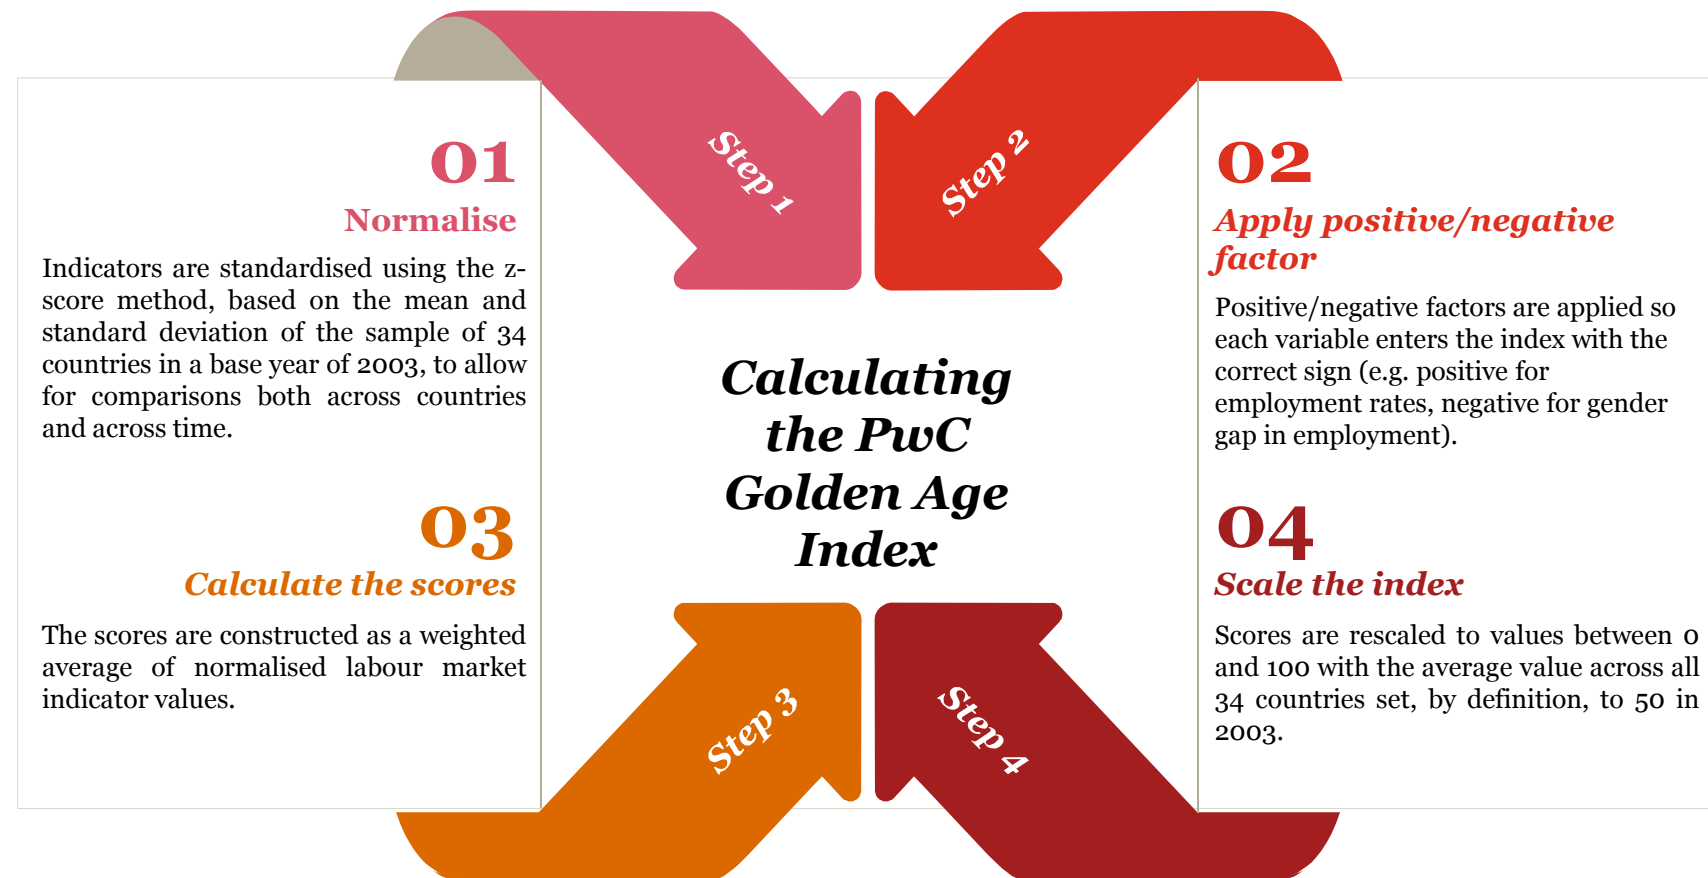 Step 1
Step 2
01
Normalise
Indicators are standardised using the z-
score method, based on the mean and
standard deviation of the sample of 34
countries in a base year of 2003, to allow
for comparisons both across countries
and across time.
02
Apply positive/negative
factor
Positive/negative factors are applied so
each variable enters the index with the
correct sign (e.g. positive for
employment rates, negative for gender
gap in employment).
Calculating
the PwC
Golden Age
Index
03
Calculate the scores
The scores are constructed as a weighted
average of normalised labour market
indicator values.
04
Scale the index
Scores are rescaled to values between 0
and 100 with the average value across all
34 countries set, by definition, to 50 in
2003.
Step 3
Step 4